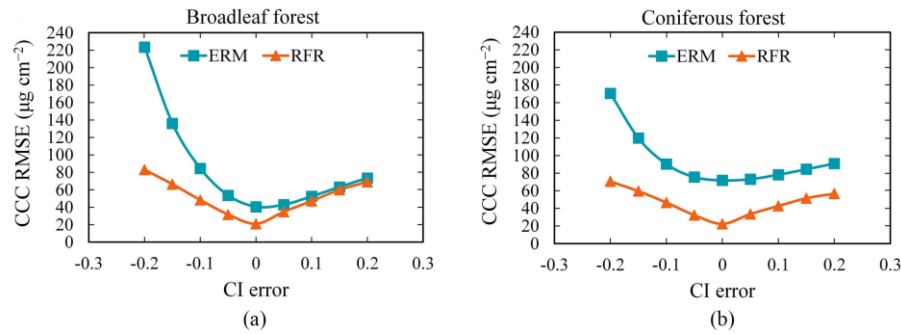 Broadleaf forest
CCC RMSE (μg cm⁻²)
240
220
200
180
160
140
120
100
80
60
40
20
0
ERM RFR
-0.3 -0.2 -0.1 0 0.1 0.2 0.3
CI error
(a)
Coniferous forest
CCC RMSE (μg cm⁻²)
240
220
200
180
160
140
120
100
80
60
40
20
0
ERM RFR
-0.3 -0.2 -0.1 0 0.1 0.2 0.3
CI error
(b)